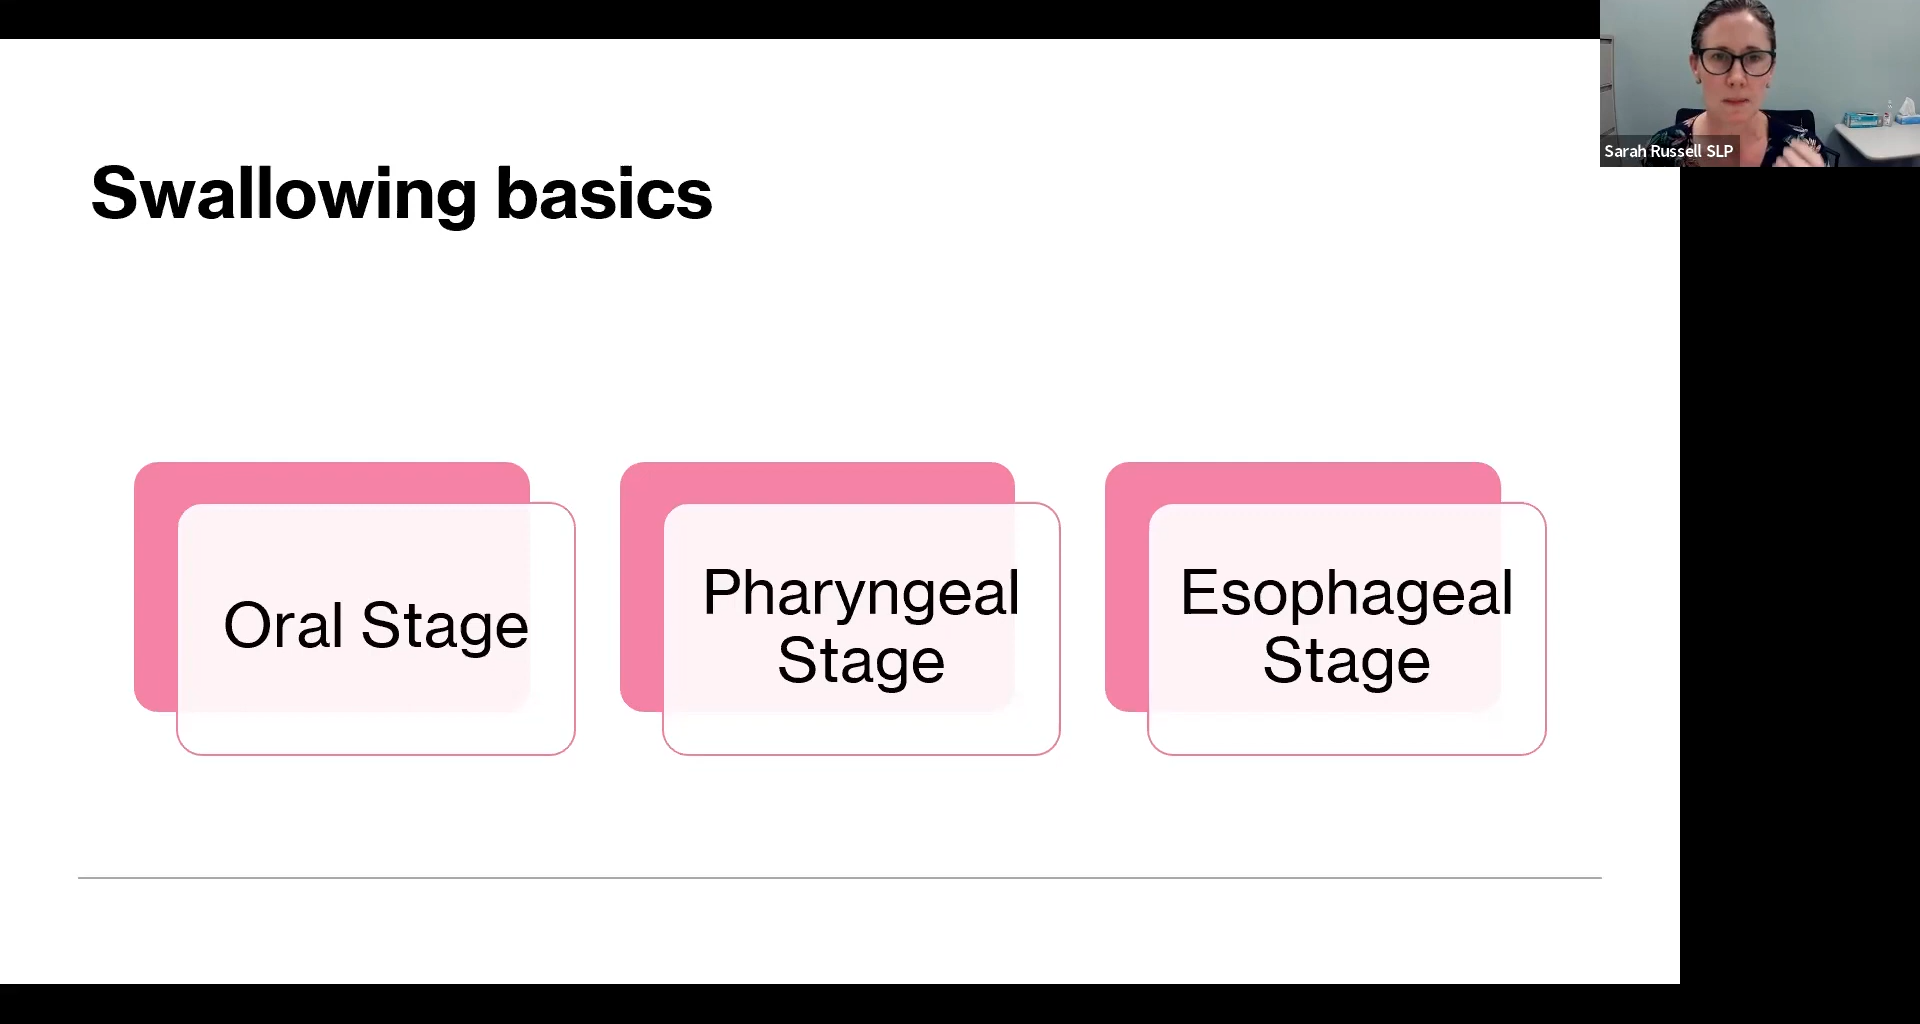 Sarah Russell SLP
Swallowing basics
Oral Stage
Pharyngeal
Stage
Esophageal
Stage